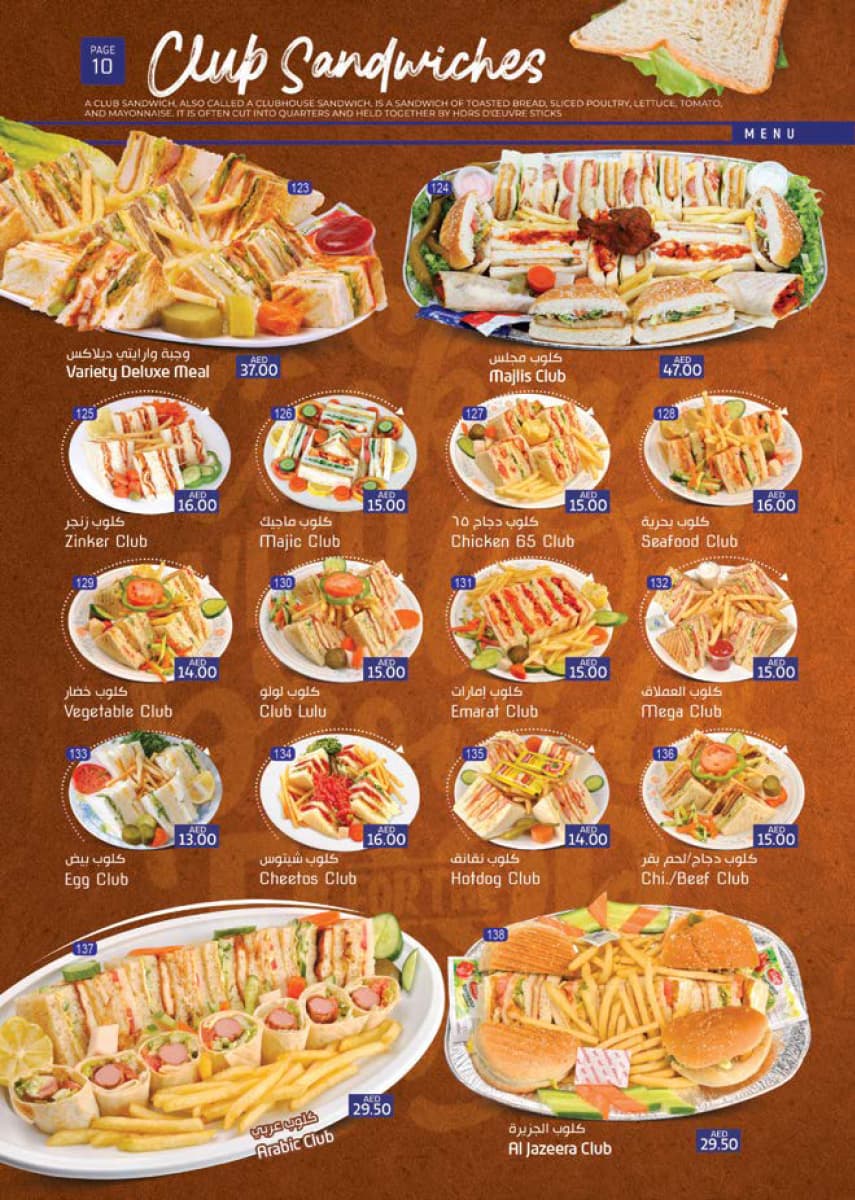 PAGE
10
Club Sandwiches
A CLUB SANDWICH, ALSO CALLED A CLUBHOUSE SANDWICH, IS A SANDWICH OF TOASTED BREAD, SLICED POULTRY, LETTUCE, TOMATO,
AND MAYONNAISE. IT IS OFTEN CUT INTO QUARTERS AND HELD TOGETHER BY HORS D'ŒUVRE STICKS
MENU
123
وجبة وارايتي ديلاكس
Variety Deluxe Meal
AED
37.00
124
كلوب مجلس
Majlis Club
AED
47.00
125
AED
16.00
كلوب زنجر
Zinker Club
126
AED
15.00
كلوب ماجيك
Majic Club
127
AED
15.00
كلوب دجاج ٦٥
Chicken 65 Club
128
AED
16.00
كلوب بحرية
Seafood Club
129
AED
14.00
كلوب خضار
Vegetable Club
130
AED
15.00
كلوب لولو
Club Lulu
131
AED
15.00
كلوب إمارات
Emarat Club
132
AED
15.00
كلوب العملاق
Mega Club
133
AED
13.00
كلوب بيض
Egg Club
134
AED
16.00
كلوب شيتوس
Cheetos Club
135
AED
14.00
كلوب نقانق
Hotdog Club
136
AED
15.00
كلوب دجاج/لحم بقر
Chi./Beef Club
137
AED
29.50
كلوب عربي
Arabic Club
138
كلوب الجزيرة
Al Jazeera Club
AED
29.50